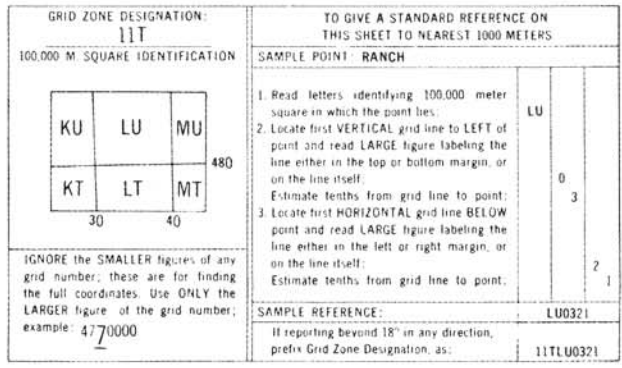 GRID ZONE DESIGNATION:
11T
100,000 M. SQUARE IDENTIFICATION
KU LU MU
480
KT LT MT
30 40
IGNORE the SMALLER figures of any
grid number; these are for finding
the full coordinates. Use ONLY the
LARGER figure of the grid number;
example: 4770000
TO GIVE A STANDARD REFERENCE ON
THIS SHEET TO NEAREST 1000 METERS
SAMPLE POINT: RANCH
1. Read letters identifying 100,000 meter
square in which the point lies:
LU
2. Locate first VERTICAL grid line to LEFT of
point and read LARGE figure labeling the
line either in the top or bottom margin, or
on the line itself:
0
Estimate tenths from grid line to point:
3
3. Locate first HORIZONTAL grid line BELOW
point and read LARGE figure labeling the
line either in the left or right margin, or
on the line itself:
2
Estimate tenths from grid line to point:
1
SAMPLE REFERENCE: LU0321
If reporting beyond 18° in any direction,
prefix Grid Zone Designation, as:
11TLU0321